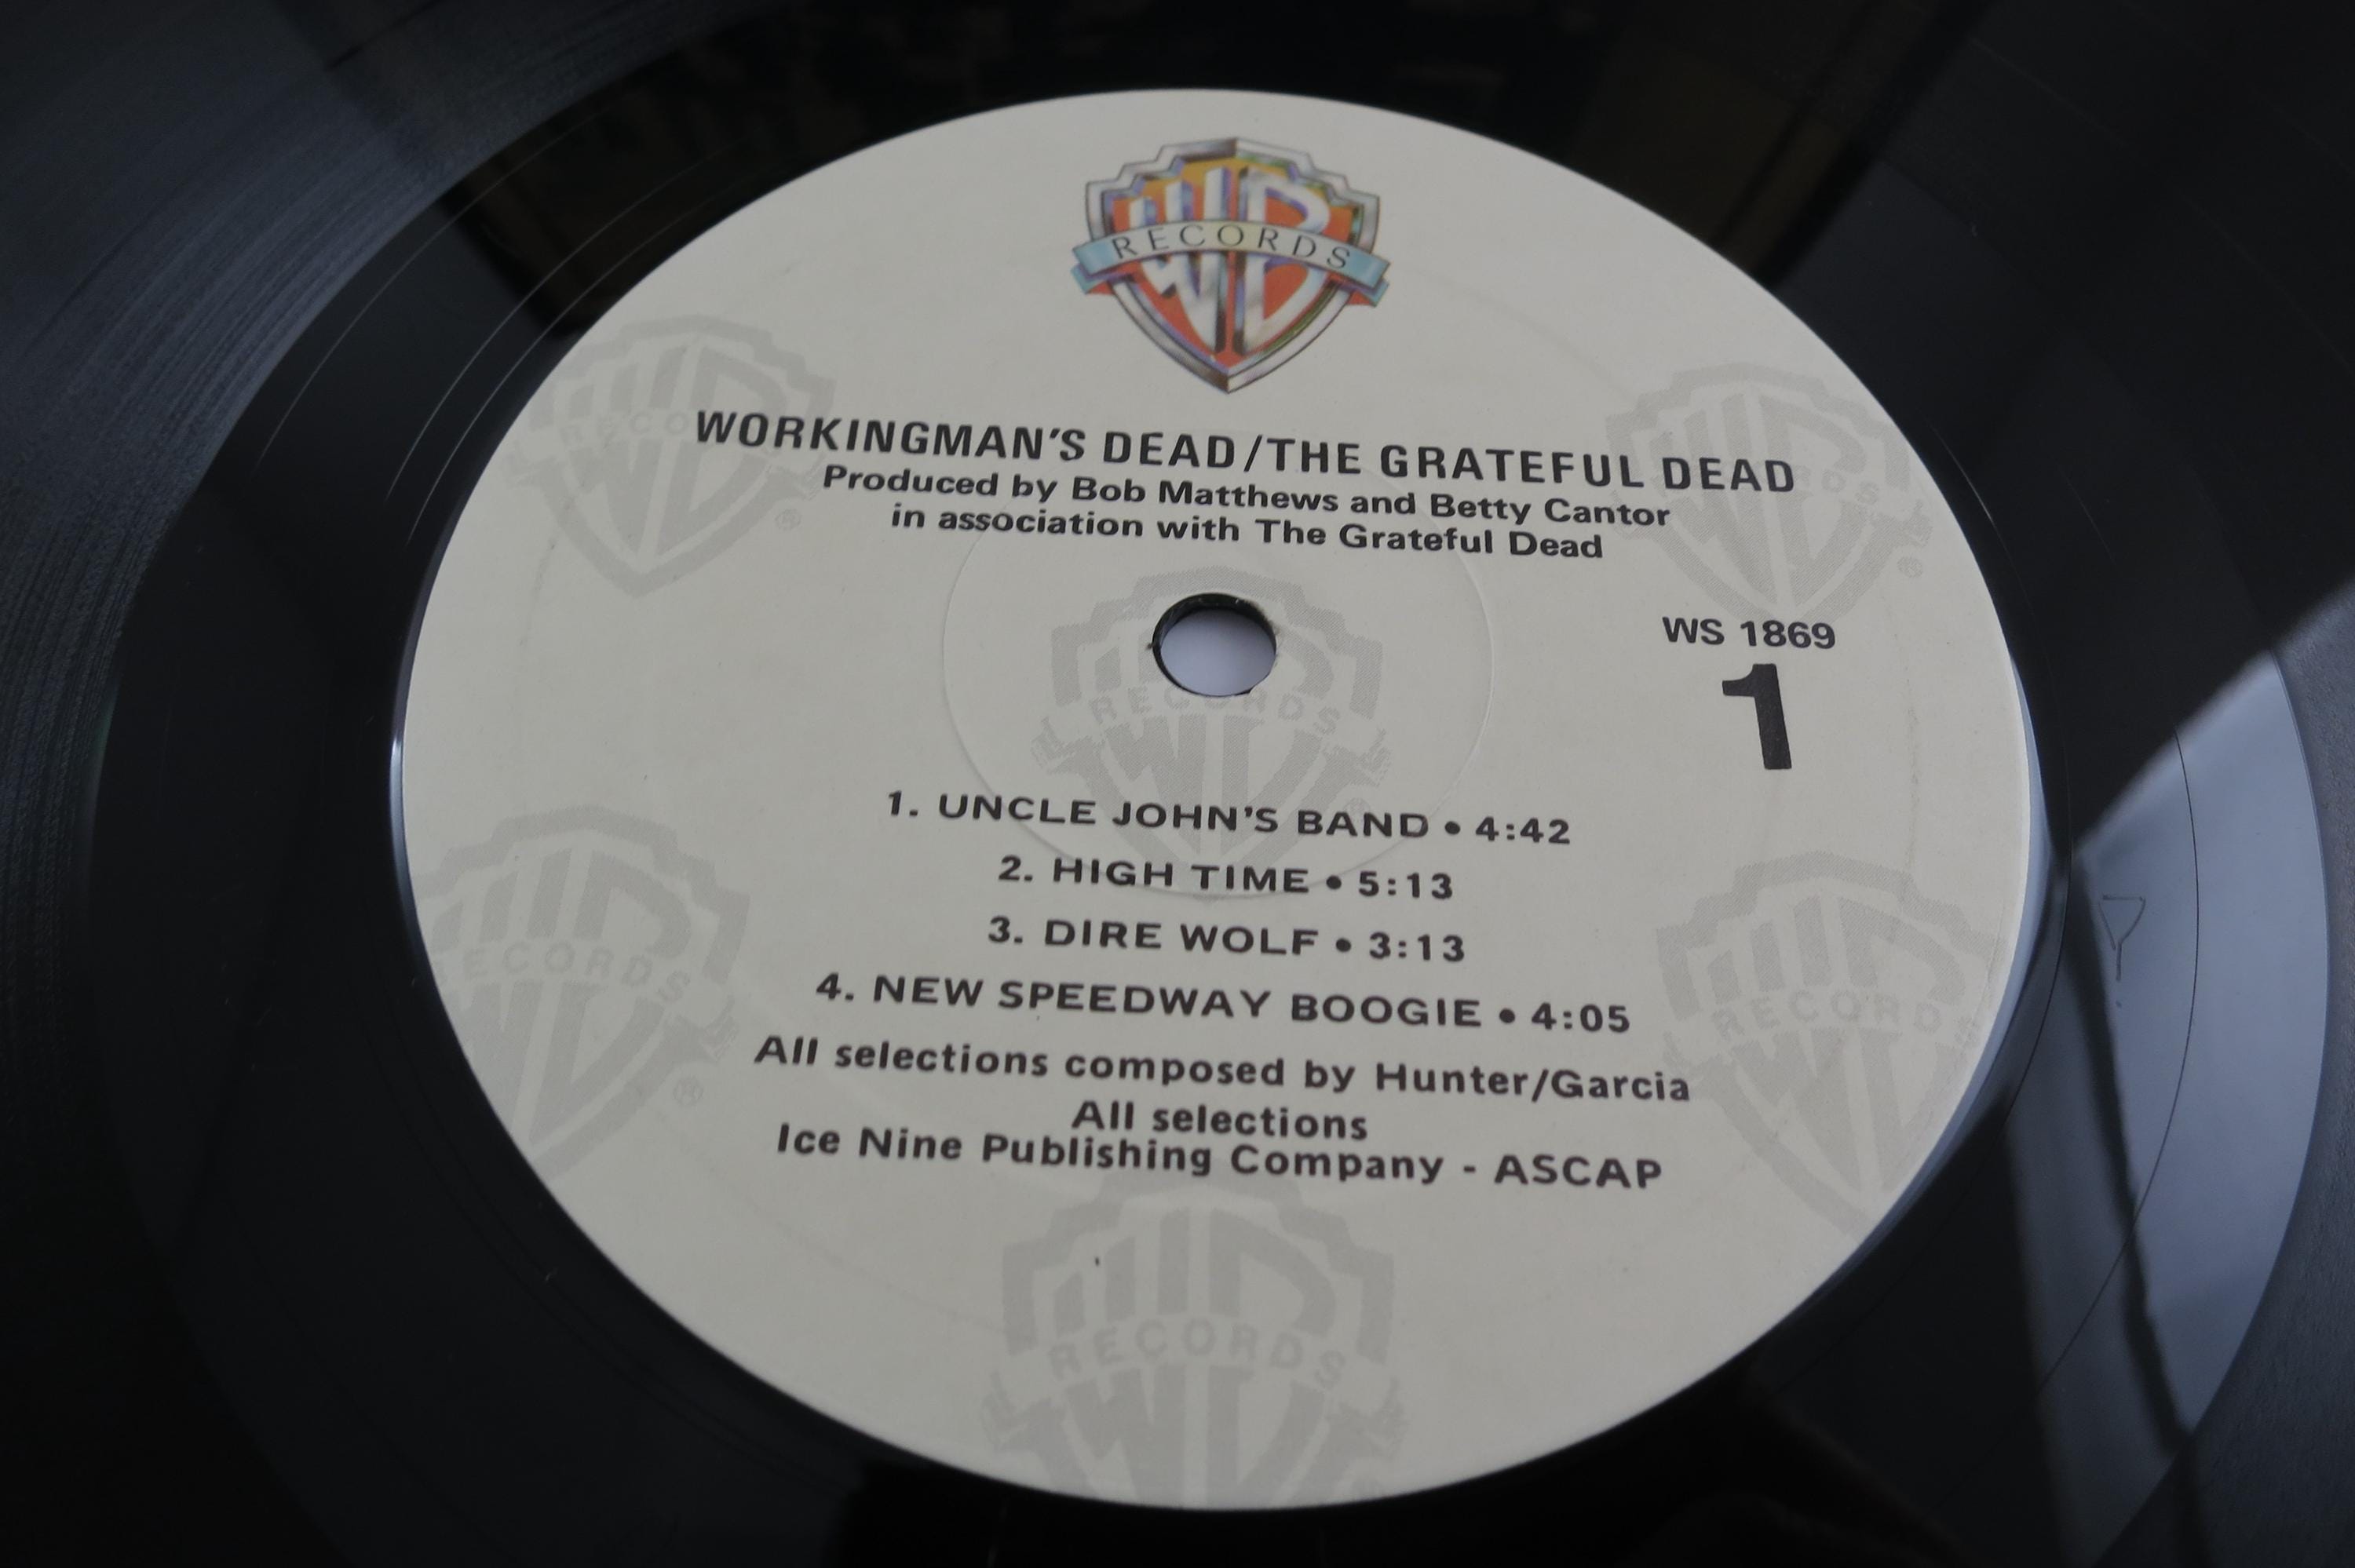 RECORDS
WORKINGMAN'S DEAD/THE GRATEFUL DEAD
Produced by Bob Matthews and Betty Cantor
in association with The Grateful Dead
WS 1869
1
1. UNCLE JOHN'S BAND • 4:42
2. HIGH TIME • 5:13
3. DIRE WOLF • 3:13
4. NEW SPEEDWAY BOOGIE • 4:05
All selections composed by Hunter/Garcia
All selections
Ice Nine Publishing Company - ASCAP